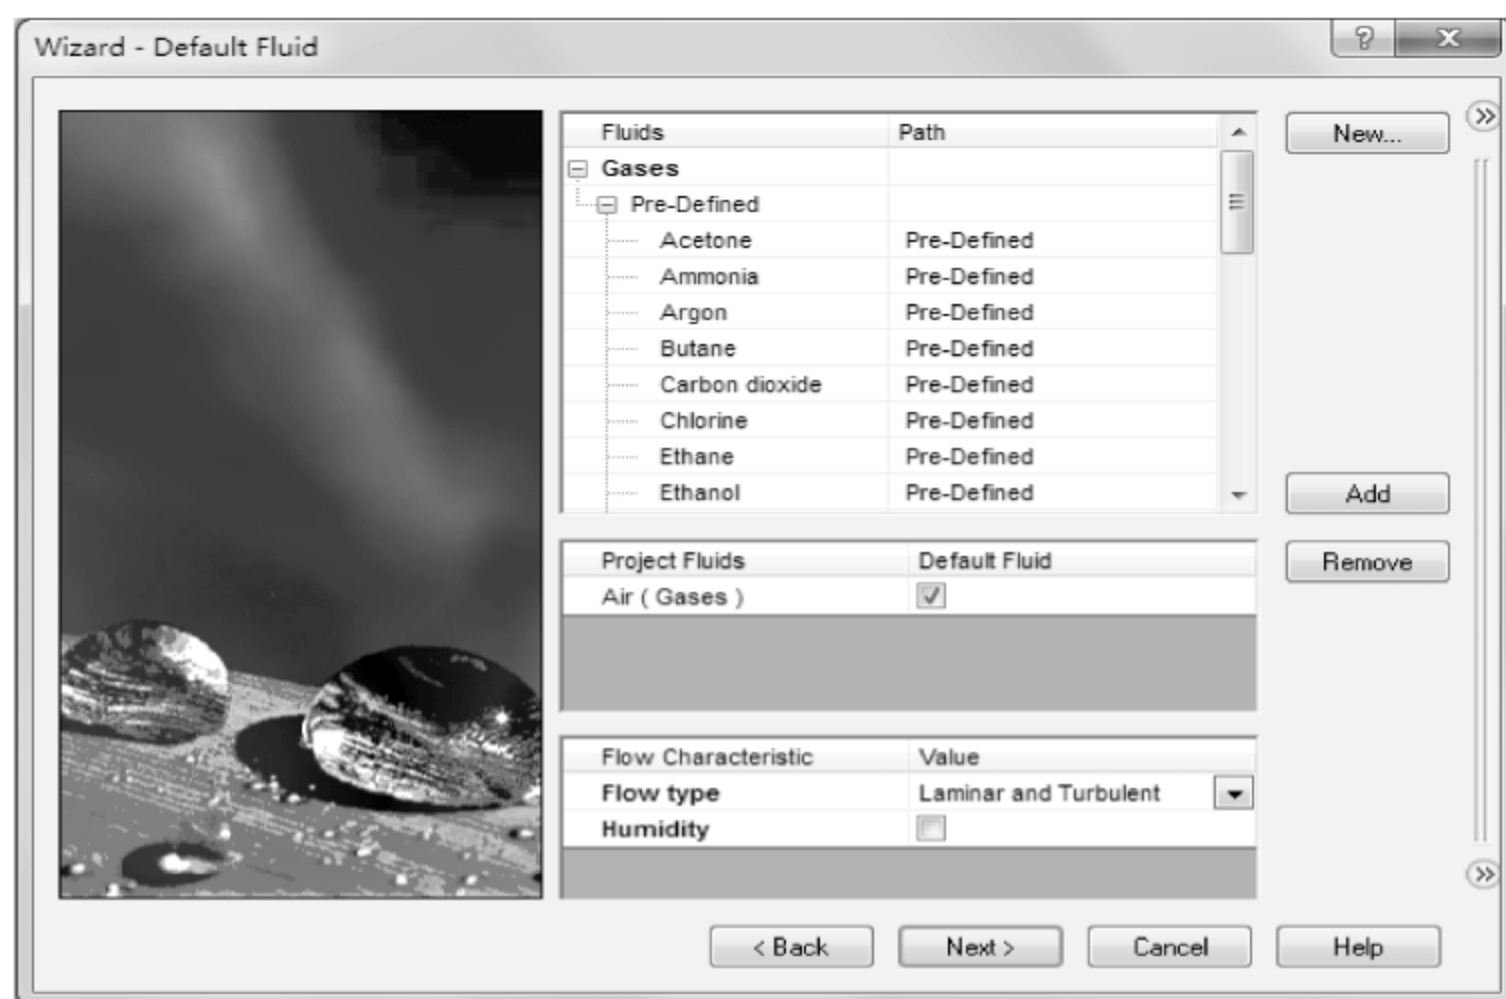 Wizard - Default Fluid
Fluids Path
Gases
Pre-Defined
Acetone Pre-Defined
Ammonia Pre-Defined
Argon Pre-Defined
Butane Pre-Defined
Carbon dioxide Pre-Defined
Chlorine Pre-Defined
Ethane Pre-Defined
Ethanol Pre-Defined
New...
Add
Project Fluids Default Fluid
Air ( Gases )
Remove
Flow Characteristic Value
Flow type Laminar and Turbulent
Humidity
< Back Next > Cancel Help